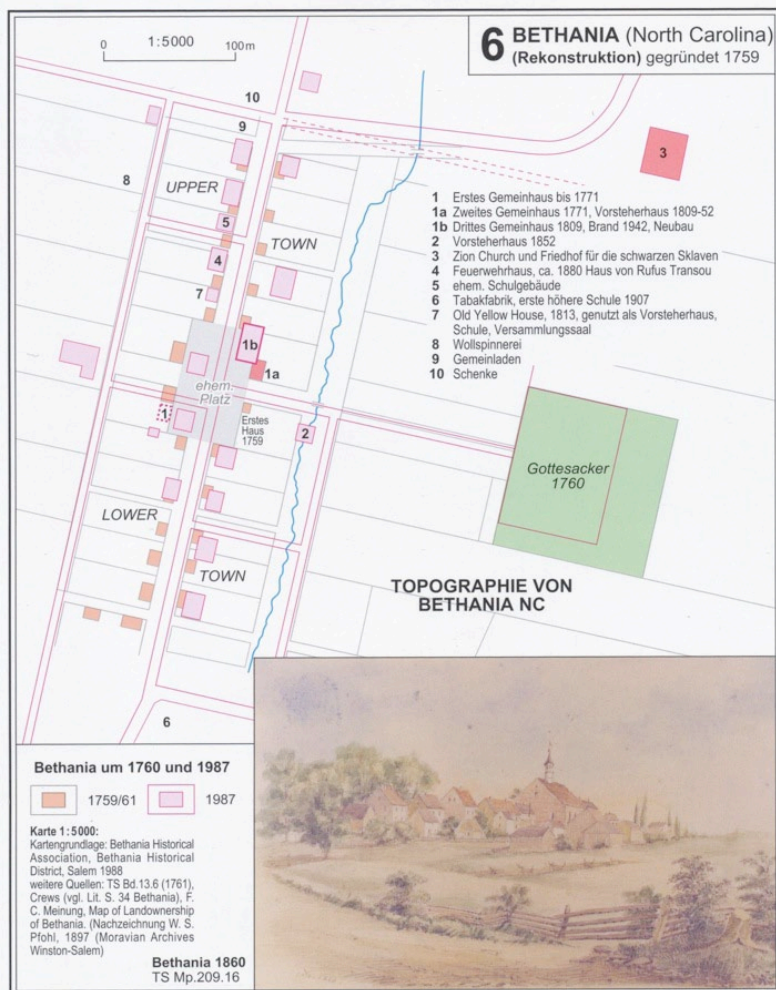 6 BETHANIA (North Carolina)
(Rekonstruktion) gegründet 1759
0 1:5000 100m
10
9
8
UPPER
TOWN
5
4
7
1b
1a
ehem.
Platz
1
Erstes
Haus
1759
2
3
LOWER
TOWN
6
1 Erstes Gemeinhaus bis 1771
1a Zweites Gemeinhaus 1771, Vorsteherhaus 1809-52
1b Drittes Gemeinhaus 1809, Brand 1942, Neubau
2 Vorsteherhaus 1852
3 Zion Church und Friedhof für die schwarzen Sklaven
4 Feuerwehrhaus, ca. 1880 Haus von Rufus Transou
5 ehem. Schulgebäude
6 Tabakfabrik, erste höhere Schule 1907
7 Old Yellow House, 1813, genutzt als Vorsteherhaus,
Schule, Versammlungssaal
8 Wollspinnerei
9 Gemeinladen
10 Schenke
Gottesacker
1760
TOPOGRAPHIE VON
BETHANIA NC
Bethania um 1760 und 1987
1759/61 1987
Karte 1:5000:
Kartengrundlage: Bethania Historical
Association, Bethania Historical
District, Salem 1988
weitere Quellen: TS Bd.13.6 (1761),
Crews (vgl. Lit. S. 34 Bethania), F.
C. Meinung, Map of Landownership
of Bethania. (Nachzeichnung W. S.
Pfohl, 1897 (Moravian Archives
Winston-Salem)
Bethania 1860
TS Mp.209.16